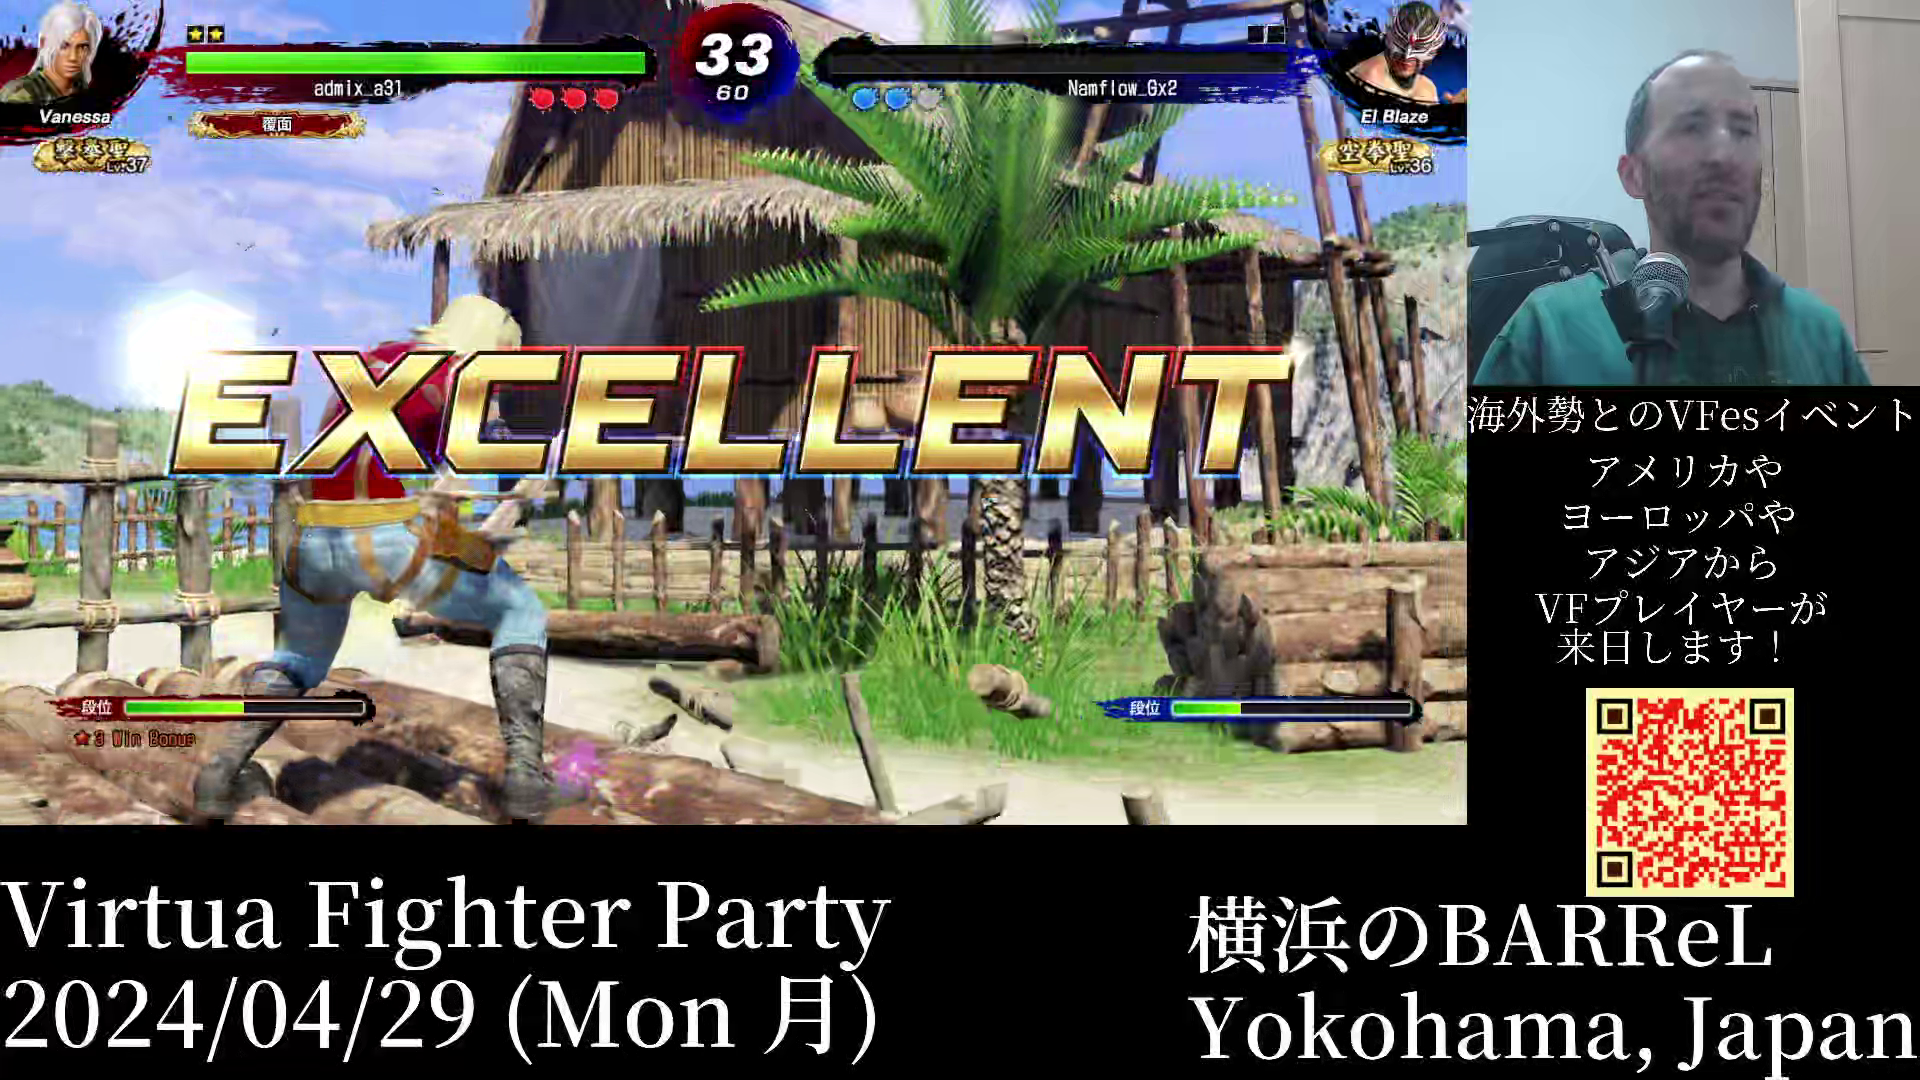 33
60
admix_a31
Namflow_Gx2
Vanessa
El Blaze
覆面
撃拳聖
Lv.37
空拳聖
Lv.36
EXCELLENT
段位
3 Win Bonus
段位
海外勢とのVFesイベント
アメリカや
ヨーロッパや
アジアから
VFプレイヤーが
来日します！
Virtua Fighter Party
2024/04/29 (Mon 月)
横浜のBARReL
Yokohama, Japan